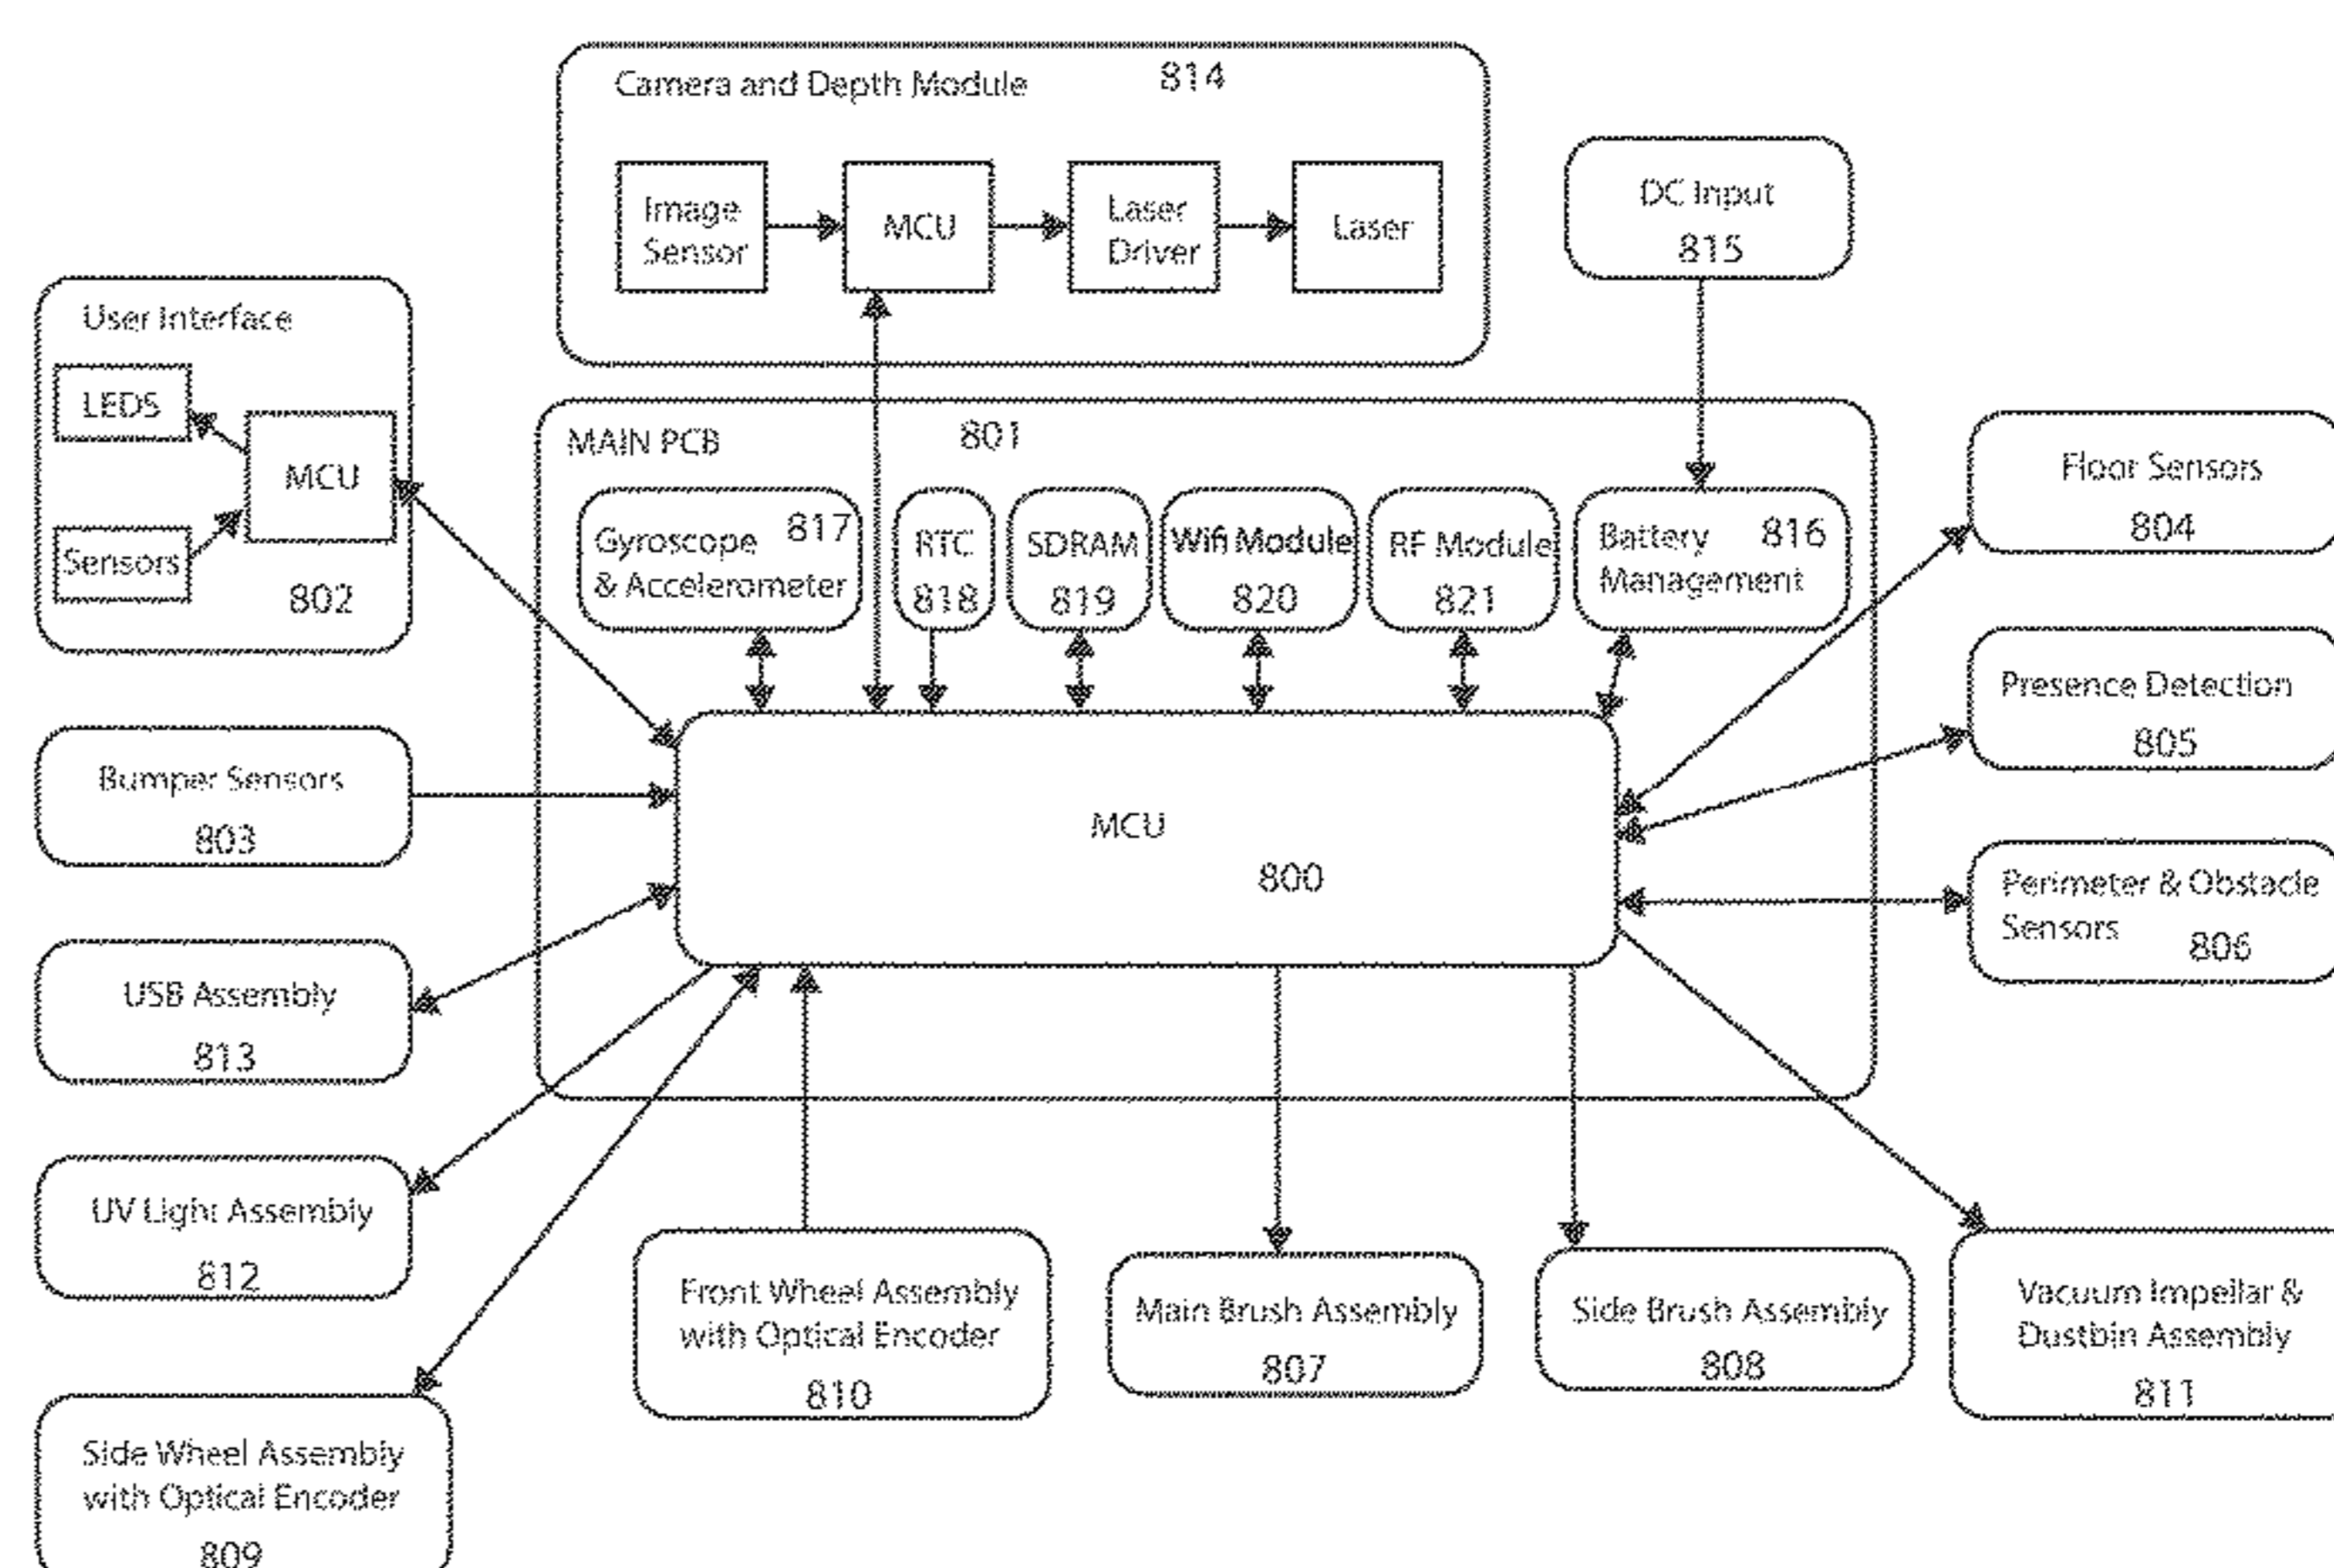 Camera and Depth Module 814
Image
Sensor
MCU
Laser
Driver
Laser
DC Input
815
User Interface
LEDS
MCU
Sensors
802
MAIN PCB 801
Gyroscope 817
& Accelerometer
RTC
818
SDRAM
819
Wifi Module
820
RF Module
821
Battery 816
Management
Floor Sensors
804
Presence Detection
805
Perimeter & Obstacle
Sensors 806
Bumper Sensors
803
MCU
800
USB Assembly
813
UV Light Assembly
812
Side Wheel Assembly
with Optical Encoder
809
Front Wheel Assembly
with Optical Encoder
810
Main Brush Assembly
807
Side Brush Assembly
808
Vacuum Impellar &
Dustbin Assembly
811